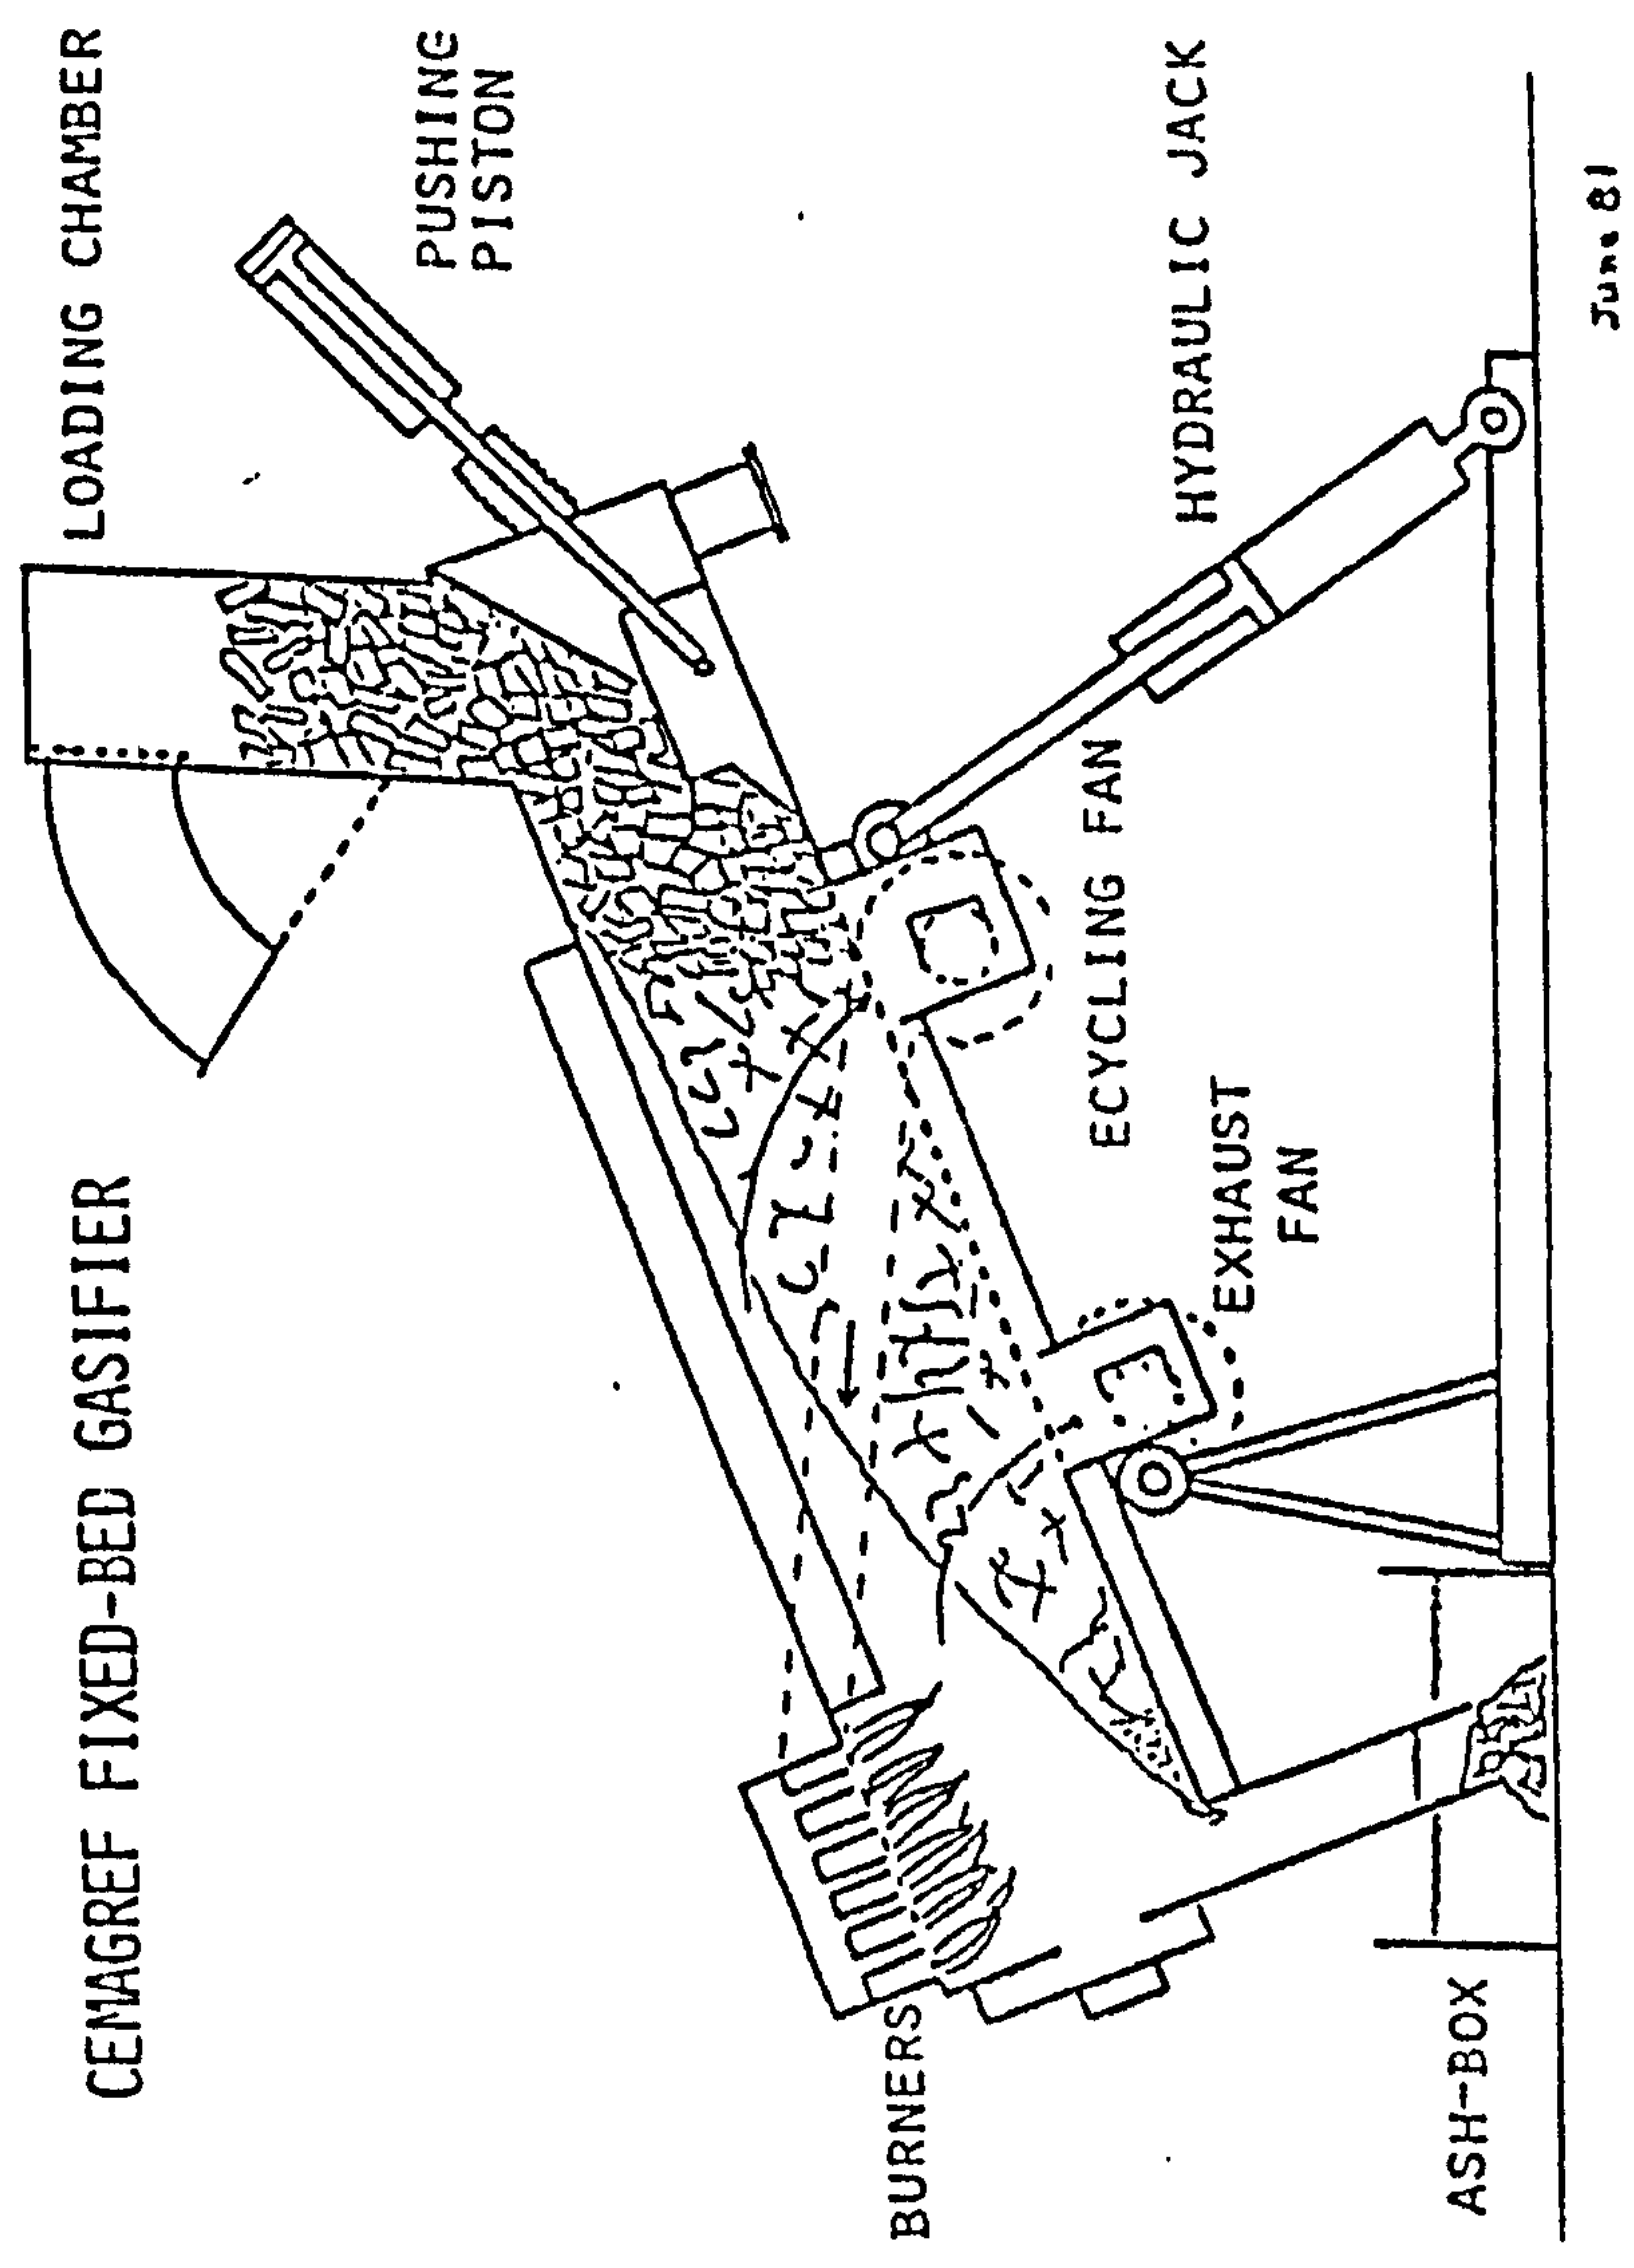 CEMAGREF FIXED-BED GASIFIER
LOADING CHAMBER
PUSHING
PISTON
HYDRAULIC JACK
ECYCLING FAN
EXHAUST
FAN
BURNERS
ASH-BOX
June 81